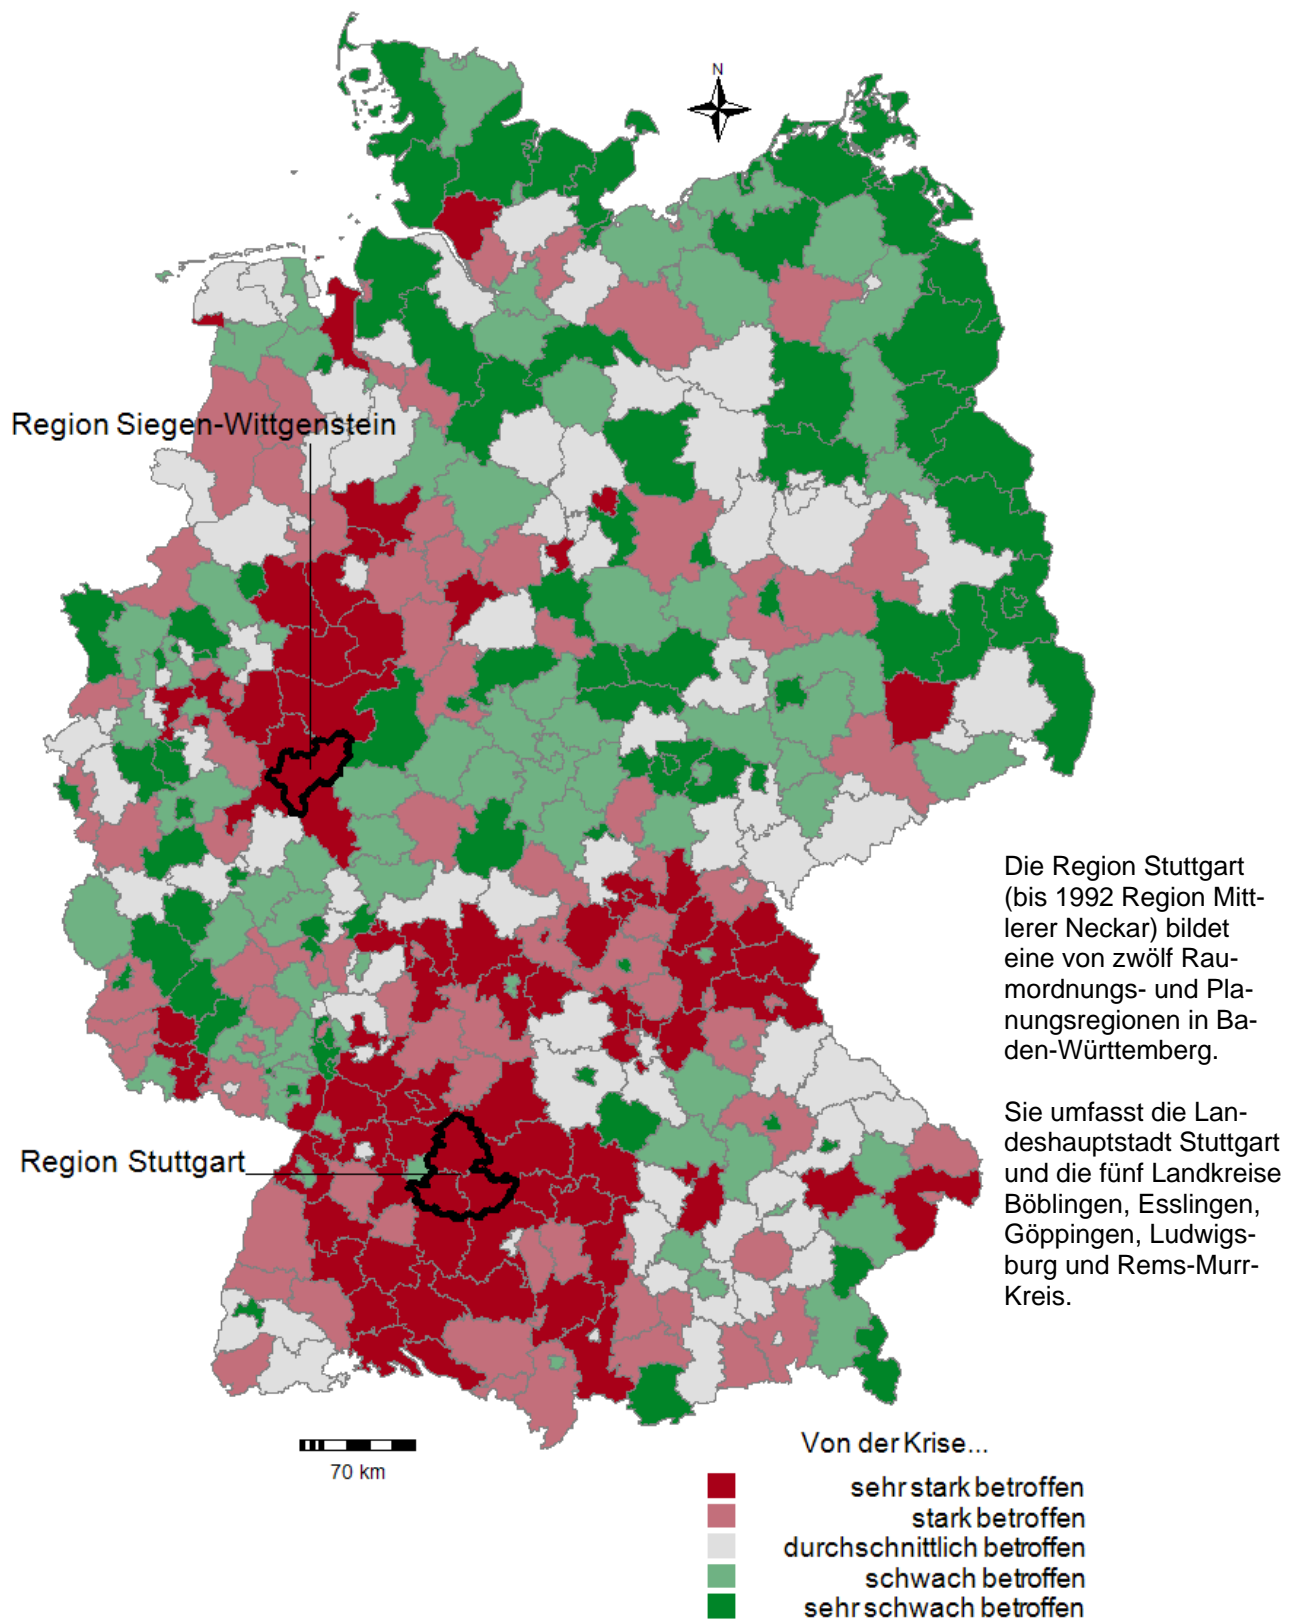 N
Region Siegen-Wittgenstein
Die Region Stuttgart
(bis 1992 Region Mitt-
lerer Neckar) bildet
eine von zwölf Rau-
mordnungs- und Pla-
nungsregionen in Ba-
den-Württemberg.
Sie umfasst die Lan-
deshauptstadt Stuttgart
und die fünf Landkreise
Böblingen, Esslingen,
Göppingen, Ludwigs-
burg und Rems-Murr-
Kreis.
Region Stuttgart
70 km
Von der Krise...
sehr stark betroffen
stark betroffen
durchschnittlich betroffen
schwach betroffen
sehr schwach betroffen